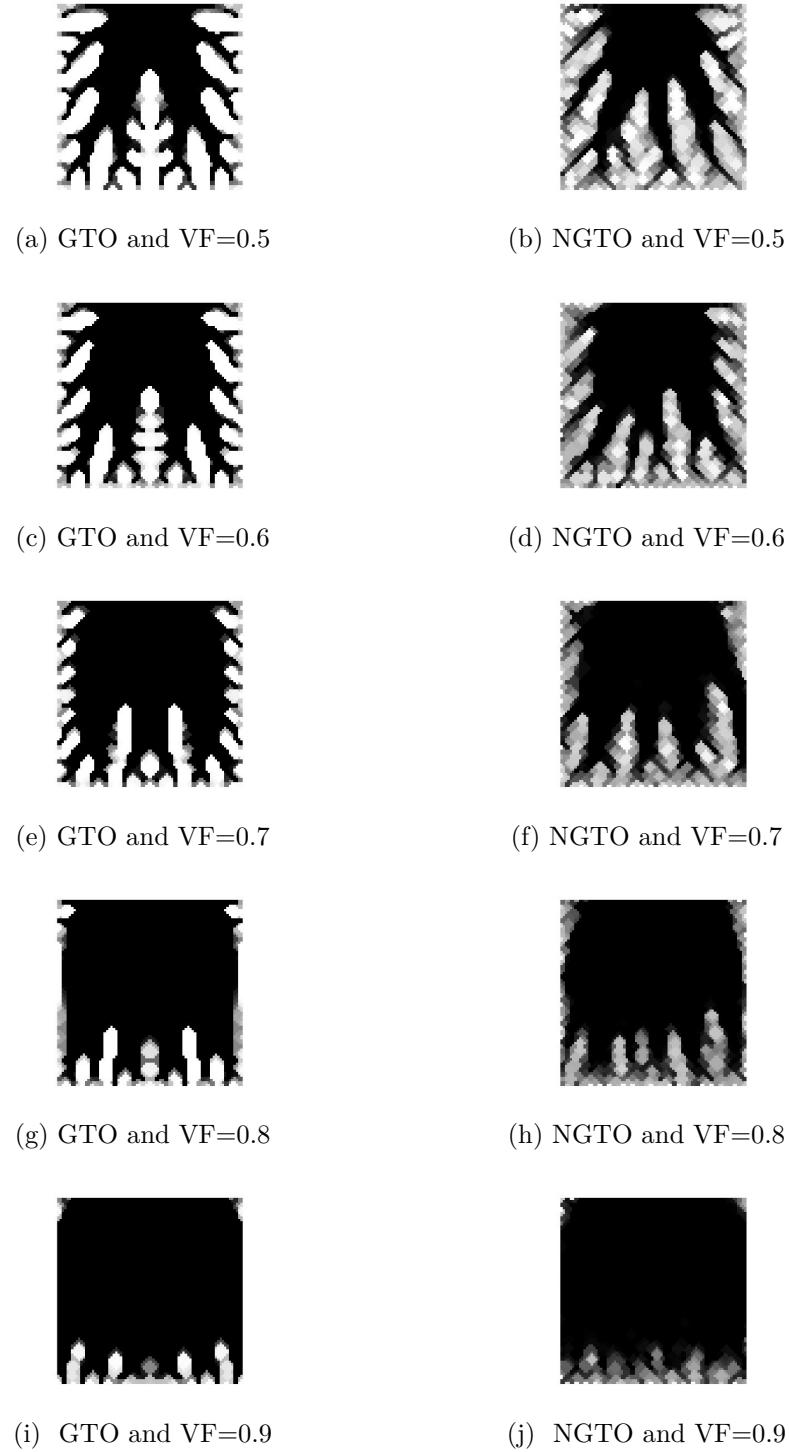 (a) GTO and VF=0.5
(b) NGTO and VF=0.5
(c) GTO and VF=0.6
(d) NGTO and VF=0.6
(e) GTO and VF=0.7
(f) NGTO and VF=0.7
(g) GTO and VF=0.8
(h) NGTO and VF=0.8
(i) GTO and VF=0.9
(j) NGTO and VF=0.9